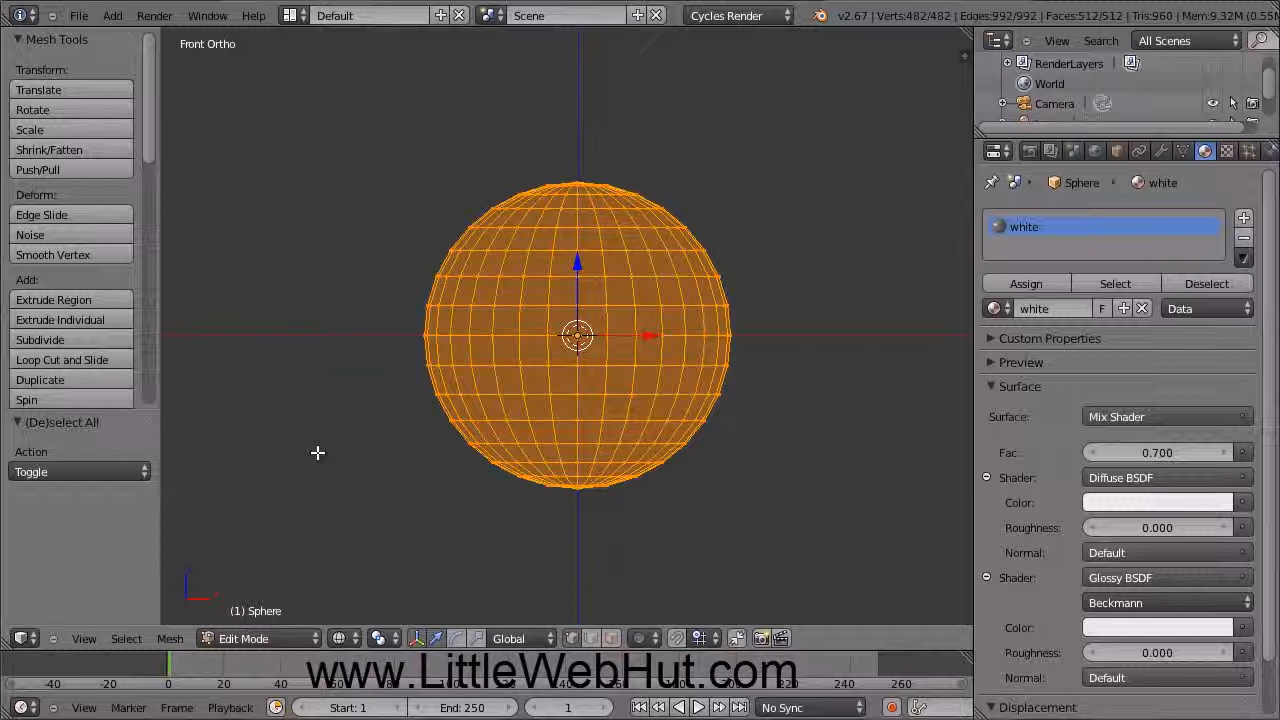 File Add Render Window Help Default Scene Cycles Render v2.67 | Verts:482/482 | Edges:992/992 | Faces:512/512 | Tris:960 | Mem:9.32M (0.55M
Mesh Tools
Transform:
Translate
Rotate
Scale
Shrink/Fatten
Push/Pull
Deform:
Edge Slide
Noise
Smooth Vertex
Add:
Extrude Region
Extrude Individual
Subdivide
Loop Cut and Slide
Duplicate
Spin
(De)select All
Action
Toggle
Front Ortho
(1) Sphere
View Select Mesh Edit Mode Global
www.LittleWebHut.com
-40 -20 0 20 40 60 80 200 220 240 260
View Marker Frame Playback Start: 1 End: 250 1 No Sync
View Search All Scenes
RenderLayers
World
Camera
Sphere white
white
Assign Select Deselect
white F Data
Custom Properties
Preview
Surface
Surface: Mix Shader
Fac: 0.700
Shader: Diffuse BSDF
Color:
Roughness: 0.000
Normal: Default
Shader: Glossy BSDF
Beckmann
Color:
Roughness: 0.000
Normal: Default
Displacement